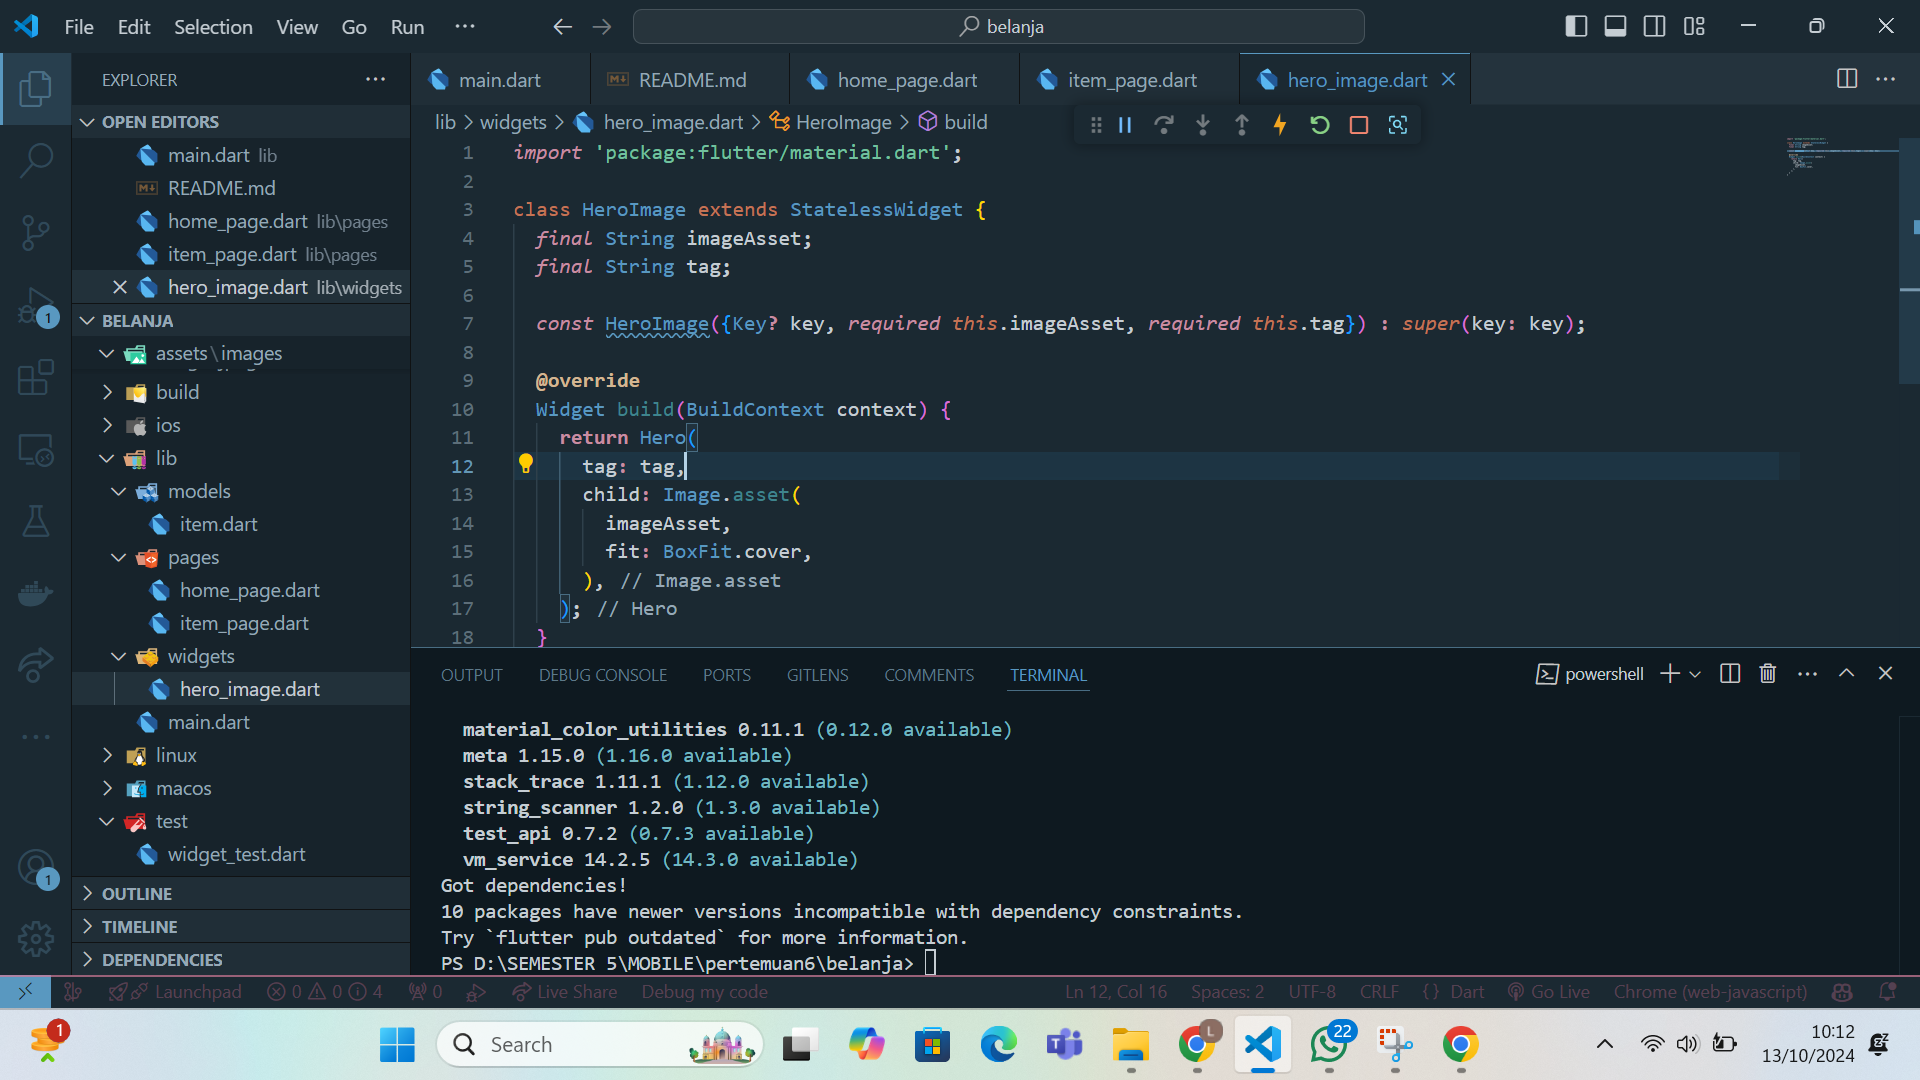 File Edit Selection View Go Run ...
belanja
EXPLORER
OPEN EDITORS
main.dart lib
README.md
home_page.dart lib\pages
item_page.dart lib\pages
hero_image.dart lib\widgets
BELANJA
assets\images
build
ios
lib
models
item.dart
pages
home_page.dart
item_page.dart
widgets
hero_image.dart
main.dart
linux
macos
test
widget_test.dart
OUTLINE
TIMELINE
DEPENDENCIES
1
1
main.dart README.md home_page.dart item_page.dart hero_image.dart
lib > widgets > hero_image.dart > HeroImage > build
1 import 'package:flutter/material.dart';
2
3 class HeroImage extends StatelessWidget {
4 final String imageAsset;
5 final String tag;
6
7 const HeroImage({Key? key, required this.imageAsset, required this.tag}) : super(key: key);
8
9 @override
10 Widget build(BuildContext context) {
11 return Hero(
12 tag: tag,
13 child: Image.asset(
14 imageAsset,
15 fit: BoxFit.cover,
16 ), // Image.asset
17 ); // Hero
18 }
OUTPUT DEBUG CONSOLE PORTS GITLENS COMMENTS TERMINAL
powershell
material_color_utilities 0.11.1 (0.12.0 available)
meta 1.15.0 (1.16.0 available)
stack_trace 1.11.1 (1.12.0 available)
string_scanner 1.2.0 (1.3.0 available)
test_api 0.7.2 (0.7.3 available)
vm_service 14.2.5 (14.3.0 available)
Got dependencies!
10 packages have newer versions incompatible with dependency constraints.
Try `flutter pub outdated` for more information.
PS D:\SEMESTER 5\MOBILE\pertemuan6\belanja>
Launchpad 0 0 4 0 Live Share Debug my code Ln 12, Col 16 Spaces: 2 UTF-8 CRLF {} Dart Go Live Chrome (web-javascript)
1
Search
L
22
10:12
13/10/2024